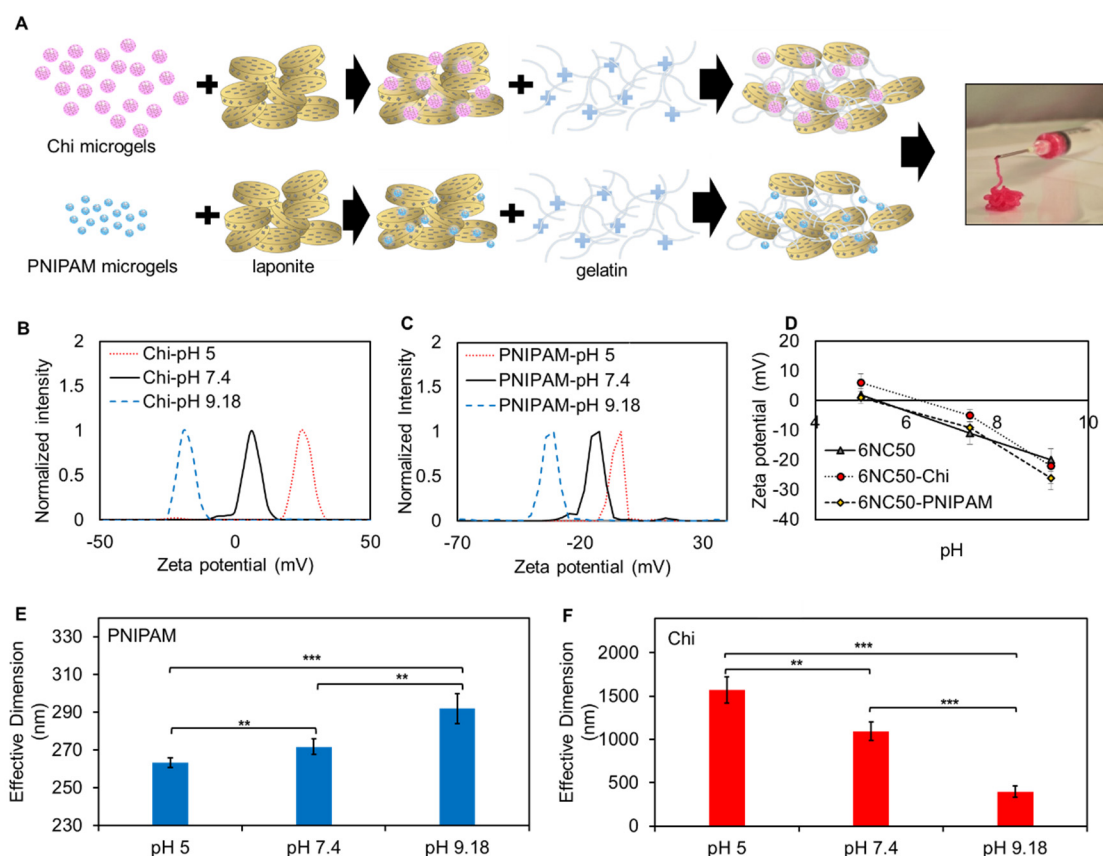 A
Chi microgels
PNIPAM microgels
laponite
gelatin
B
2
1.5
1
0.5
0
-50
0
50
Normalized intensity
Zeta potential (mV)
Chi-pH 5
Chi-pH 7.4
Chi-pH 9.18
C
2
1.5
1
0.5
0
-70
-20
30
Normalized Intensity
Zeta potential (mV)
PNIPAM-pH 5
PNIPAM-pH 7.4
PNIPAM-pH 9.18
D
20
10
0
-10
-20
-30
-40
4
6
8
10
Zeta potential (mV)
pH
6NC50
6NC50-Chi
6NC50-PNIPAM
E
PNIPAM
330
310
290
270
250
230
Effective Dimension
(nm)
***
**
**
pH 5
pH 7.4
pH 9.18
F
Chi
2000
1500
1000
500
0
Effective Dimension
(nm)
***
**
***
pH 5
pH 7.4
pH 9.18